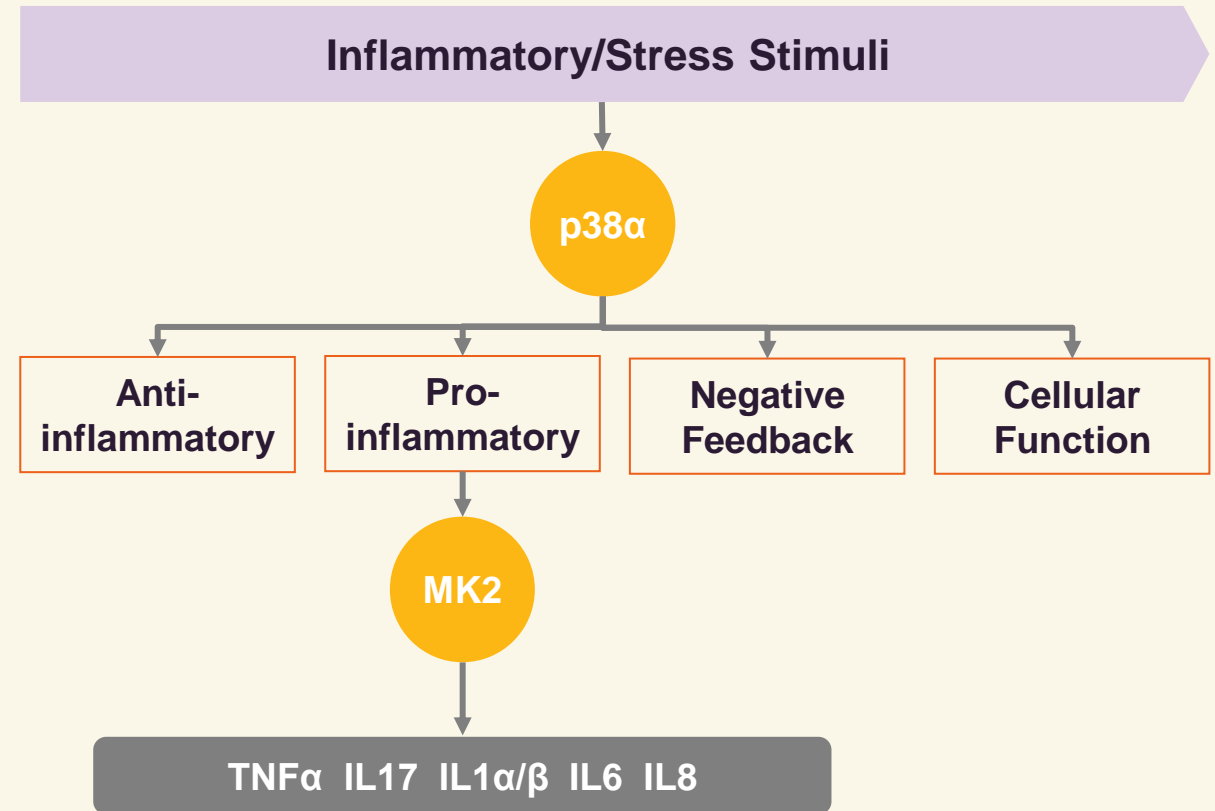 Inflammatory/Stress Stimuli
p38α
Anti-
inflammatory
Pro-
inflammatory
Negative
Feedback
Cellular
Function
MK2
TNFα IL17 IL1α/β IL6 IL8